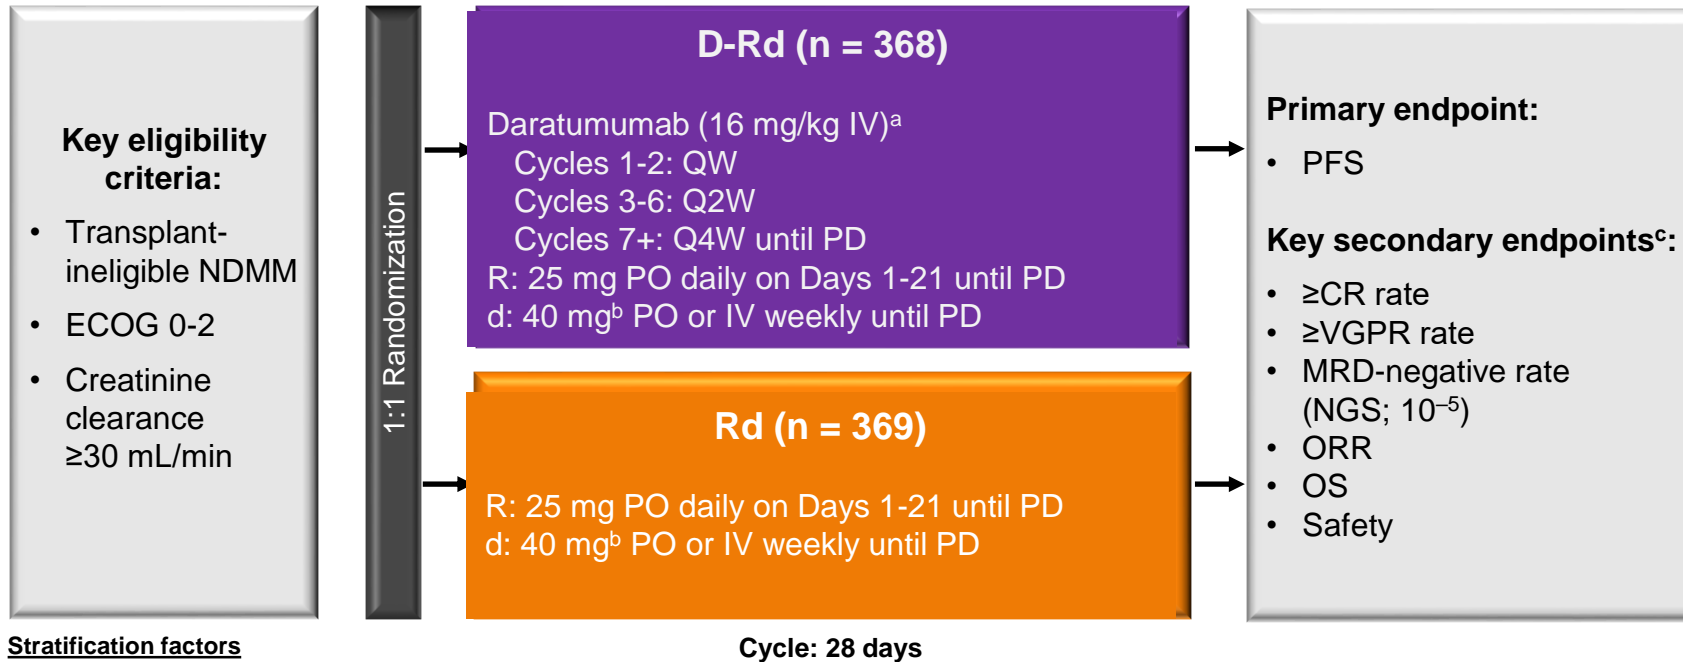 Key eligibility
criteria:
• Transplant-
ineligible NDMM
• ECOG 0-2
• Creatinine
clearance
≥30 mL/min
1:1 Randomization
D-Rd (n = 368)
Daratumumab (16 mg/kg IV)ᵃ
Cycles 1-2: QW
Cycles 3-6: Q2W
Cycles 7+: Q4W until PD
R: 25 mg PO daily on Days 1-21 until PD
d: 40 mgᵇ PO or IV weekly until PD
Rd (n = 369)
R: 25 mg PO daily on Days 1-21 until PD
d: 40 mgᵇ PO or IV weekly until PD
Primary endpoint:
• PFS
Key secondary endpointsᶜ:
• ≥CR rate
• ≥VGPR rate
• MRD-negative rate
(NGS; 10⁻⁵)
• ORR
• OS
• Safety
Stratification factors
Cycle: 28 days